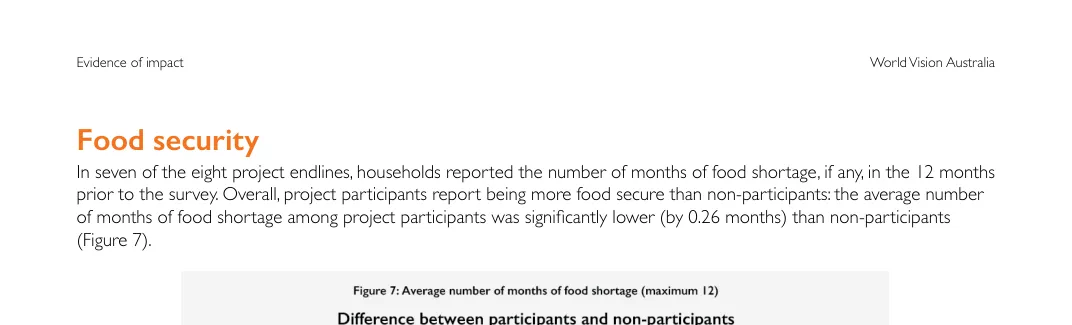 Evidence of impact
World Vision Australia
Food security
In seven of the eight project endlines, households reported the number of months of food shortage, if any, in the 12 months
prior to the survey. Overall, project participants report being more food secure than non-participants: the average number
of months of food shortage among project participants was significantly lower (by 0.26 months) than non-participants
(Figure 7).
Figure 7: Average number of months of food shortage (maximum 12)
Difference between participants and non-participants